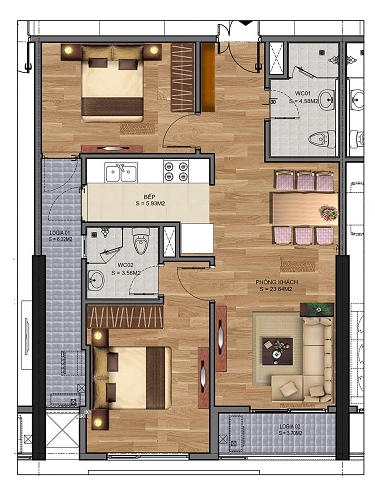 WC01
S = 4.58M2
BẾP
S = 5.93M2
LOGIA 01
S = 6.32M2
WC02
S = 3.56M2
PHÒNG KHÁCH
S = 23.64M2
LOGIA 02
S = 3.70M2